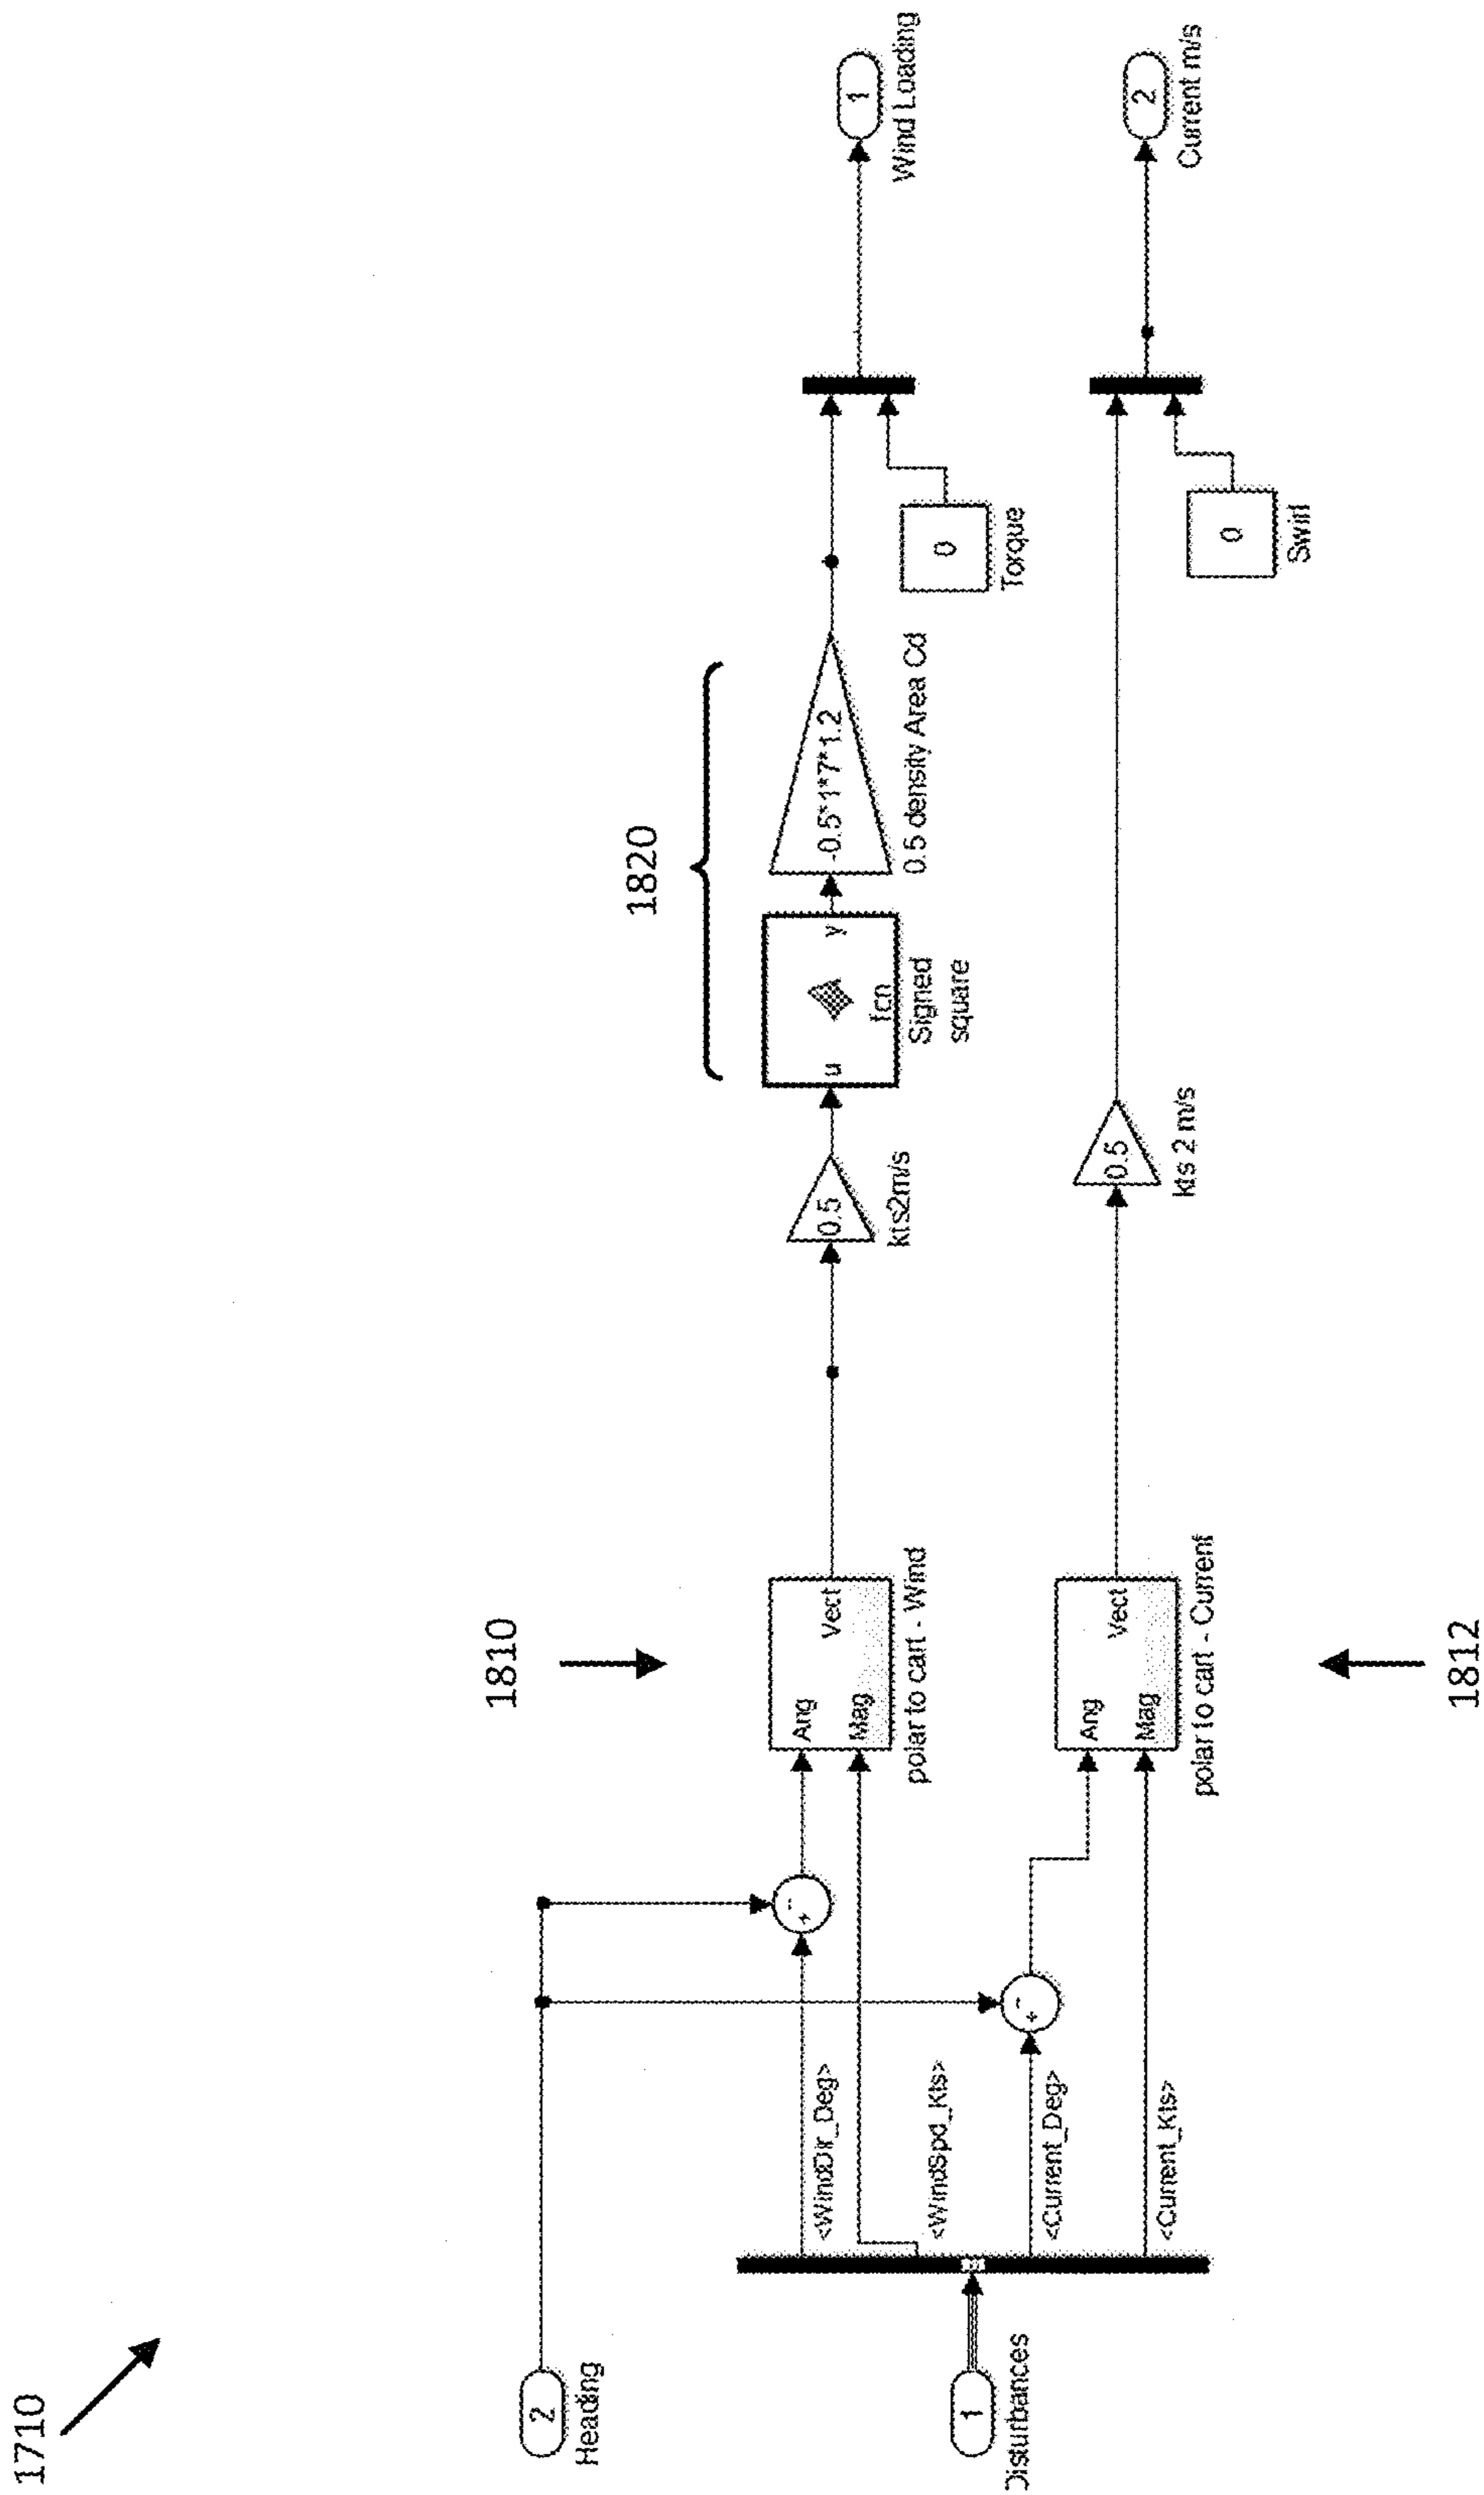 1710
2
Heading
1
Disturbances
<WindDir_Deg>
<WindSpd_Kts>
<Current_Deg>
<Current_Kts>
+
-
+
-
1810
Ang
Mag
Vect
polar to cart - Wind
Ang
Mag
Vect
polar to cart - Current
1812
0.5
kts2m/s
0.5
kts 2 m/s
1820
u
y
fcn
Signed
square
-0.5*1*7*1.2
0.5 density Area Cd
0
Torque
0
Swirl
1
Wind Loading
2
Current m/s